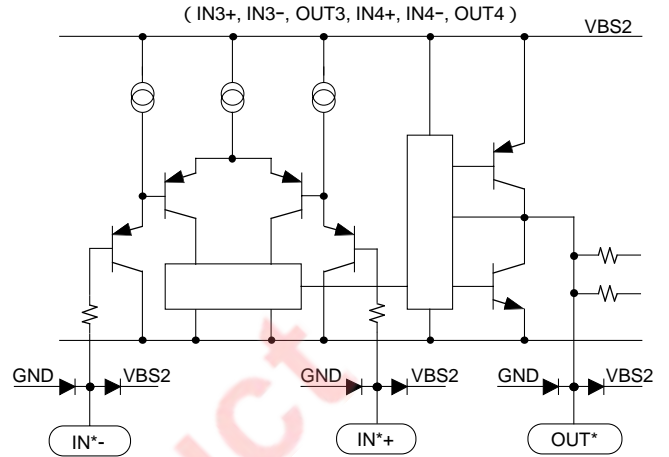 ( IN3+, IN3-, OUT3, IN4+, IN4-, OUT4 )
VBS2
GND VBS2 GND VBS2 GND VBS2
IN*- IN*+ OUT*